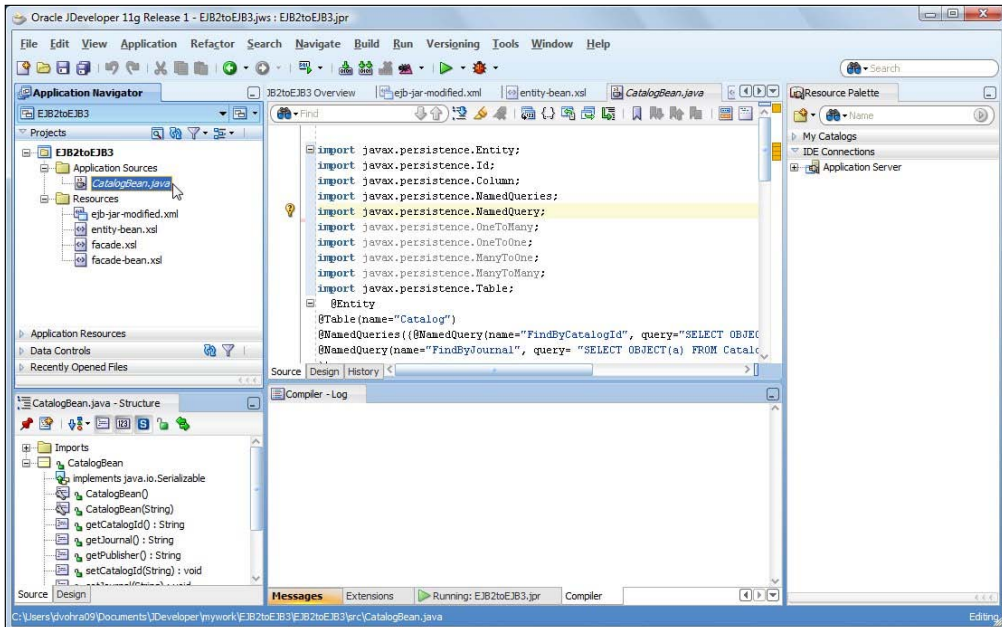 Oracle JDeveloper 11g Release 1 - EJB2toEJB3.jws : EJB2toEJB3.jpr
File Edit View Application Refactor Search Navigate Build Run Versioning Tools Window Help
Search
Application Navigator
EJB2toEJB3
Projects
EJB2toEJB3
Application Sources
CatalogBean.java
Resources
ejb-jar-modified.xml
entity-bean.xsl
facade.xsl
facade-bean.xsl
Application Resources
Data Controls
Recently Opened Files
JB2toEJB3 Overview
ejb-jar-modified.xml
entity-bean.xsl
CatalogBean.java
Find
import javax.persistence.Entity;
import javax.persistence.Id;
import javax.persistence.Column;
import javax.persistence.NamedQueries;
import javax.persistence.NamedQuery;
import javax.persistence.OneToMany;
import javax.persistence.OneToOne;
import javax.persistence.ManyToOne;
import javax.persistence.ManyToMany;
import javax.persistence.Table;
@Entity
@Table(name="Catalog")
@NamedQueries({@NamedQuery(name="FindByCatalogId", query="SELECT OBJEC
@NamedQuery(name="FindByJournal", query= "SELECT OBJECT(a) FROM Catalo
Source Design History
Resource Palette
Name
My Catalogs
IDE Connections
Application Server
CatalogBean.java - Structure
Imports
CatalogBean
implements java.io.Serializable
CatalogBean()
CatalogBean(String)
getCatalogId() : String
getJournal() : String
getPublisher() : String
setCatalogId(String) : void
Source Design
Compiler - Log
Messages Extensions Running: EJB2toEJB3.jpr Compiler
C:\Users\dvohra09\Documents\JDeveloper\mywork\EJB2toEJB3\EJB2toEJB3\src\CatalogBean.java
Editing